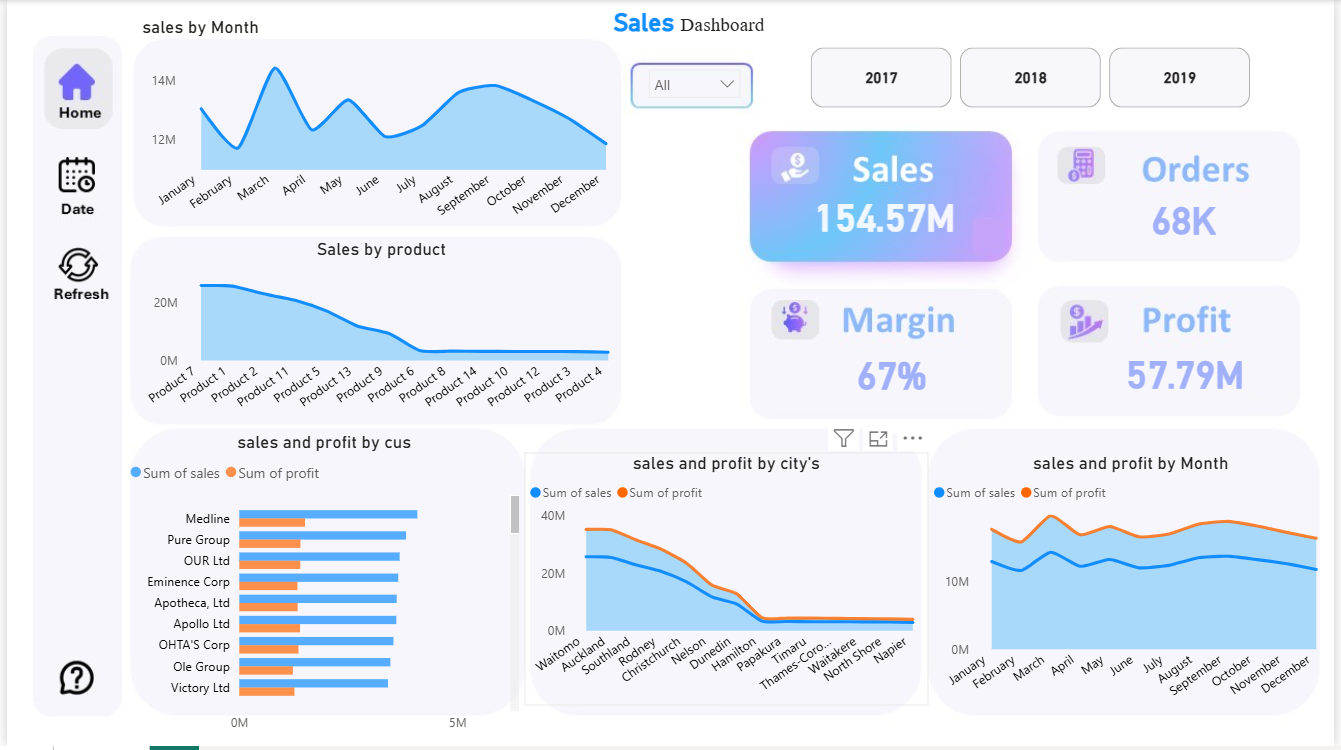 Sales Dashboard
sales by Month
14M
12M
January
February
March
April
May
June
July
August
September
October
November
December
All
2017
2018
2019
Home
Date
Refresh
Sales
154.57M
Orders
68K
Margin
67%
Profit
57.79M
Sales by product
20M
0M
Product 7
Product 1
Product 2
Product 11
Product 5
Product 13
Product 9
Product 6
Product 8
Product 14
Product 10
Product 12
Product 3
Product 4
sales and profit by cus
Sum of sales Sum of profit
Medline
Pure Group
OUR Ltd
Eminence Corp
Apotheca, Ltd
Apollo Ltd
OHTA'S Corp
Ole Group
Victory Ltd
0M 5M
sales and profit by city's
Sum of sales Sum of profit
40M
20M
0M
Waitomo
Auckland
Southland
Rodney
Christchurch
Nelson
Dunedin
Hamilton
Papakura
Timaru
Thames-Coro...
Waitakere
North Shore
Napier
sales and profit by Month
Sum of sales Sum of profit
10M
0M
January
February
March
April
May
June
July
August
September
October
November
December